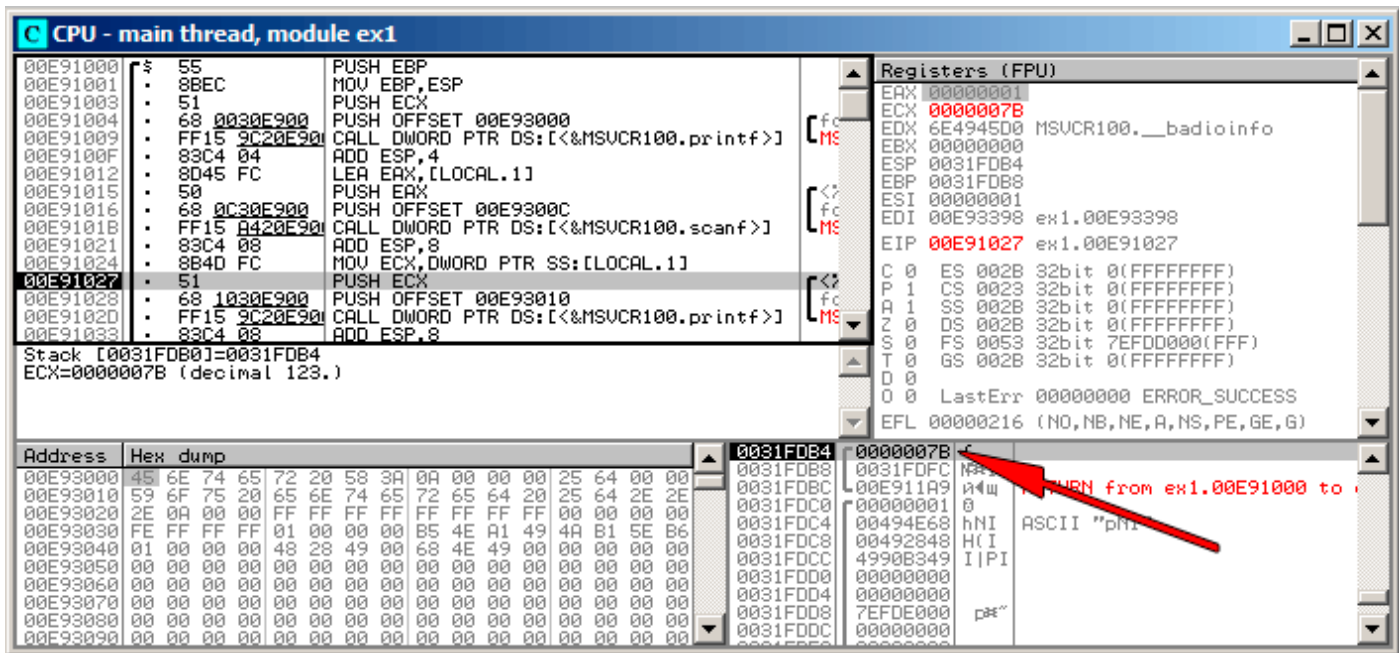 C CPU - main thread, module ex1
00E91000 $ 55 PUSH EBP
00E91001 . 8BEC MOV EBP,ESP
00E91003 . 51 PUSH ECX
00E91004 . 68 0030E900 PUSH OFFSET 00E93000
00E91009 . FF15 9C20E90 CALL DWORD PTR DS:[<&MSVCR100.printf>]
00E9100F . 83C4 04 ADD ESP,4
00E91012 . 8D45 FC LEA EAX,[LOCAL.1]
00E91015 . 50 PUSH EAX
00E91016 . 68 0C30E900 PUSH OFFSET 00E9300C
00E9101B . FF15 A420E90 CALL DWORD PTR DS:[<&MSVCR100.scanf>]
00E91021 . 83C4 08 ADD ESP,8
00E91024 . 8B4D FC MOV ECX,DWORD PTR SS:[LOCAL.1]
00E91027 . 51 PUSH ECX
00E91028 . 68 1030E900 PUSH OFFSET 00E93010
00E9102D . FF15 9C20E90 CALL DWORD PTR DS:[<&MSVCR100.printf>]
00E91033 . 83C4 08 ADD ESP,8
Stack [0031FDB0]=0031FDB4
ECX=0000007B (decimal 123.)
Registers (FPU)
EAX 00000001
ECX 0000007B
EDX 6E4945D0 MSVCR100.__badioinfo
EBX 00000000
ESP 0031FDB4
EBP 0031FDB8
ESI 00000001
EDI 00E93398 ex1.00E93398
EIP 00E91027 ex1.00E91027
C 0 ES 002B 32bit 0(FFFFFFFF)
P 1 CS 0023 32bit 0(FFFFFFFF)
A 1 SS 002B 32bit 0(FFFFFFFF)
Z 0 DS 002B 32bit 0(FFFFFFFF)
S 0 FS 0053 32bit 7EFDD000(FFF)
T 0 GS 002B 32bit 0(FFFFFFFF)
D 0
O 0 LastErr 00000000 ERROR_SUCCESS
EFL 00000216 (NO,NB,NE,A,NS,PE,GE,G)
Address Hex dump
00E93000 45 6E 74 65 72 20 58 3A 0A 00 00 00 25 64 00 00
00E93010 59 6F 75 20 65 6E 74 65 72 65 64 20 25 64 2E 2E
00E93020 2E 0A 00 00 FF FF FF FF FF FF FF FF 00 00 00 00
00E93030 FE FF FF FF 01 00 00 00 B5 4E A1 49 4A B1 5E B6
00E93040 01 00 00 00 48 28 49 00 68 4E 49 00 00 00 00 00
00E93050 00 00 00 00 00 00 00 00 00 00 00 00 00 00 00 00
00E93060 00 00 00 00 00 00 00 00 00 00 00 00 00 00 00 00
00E93070 00 00 00 00 00 00 00 00 00 00 00 00 00 00 00 00
00E93080 00 00 00 00 00 00 00 00 00 00 00 00 00 00 00 00
00E93090 00 00 00 00 00 00 00 00 00 00 00 00 00 00 00 00
0031FDB4 0000007B {
0031FDB8 0031FDFC
0031FDBC 00E911A9 from ex1.00E91000 to
0031FDC0 00000001
0031FDC4 00494E68 hNI ASCII "pNI"
0031FDC8 00492848 H(I
0031FDCC 4990B349 I|PI
0031FDD0 00000000
0031FDD4 00000000
0031FDD8 7EFDE000
0031FDDC 00000000